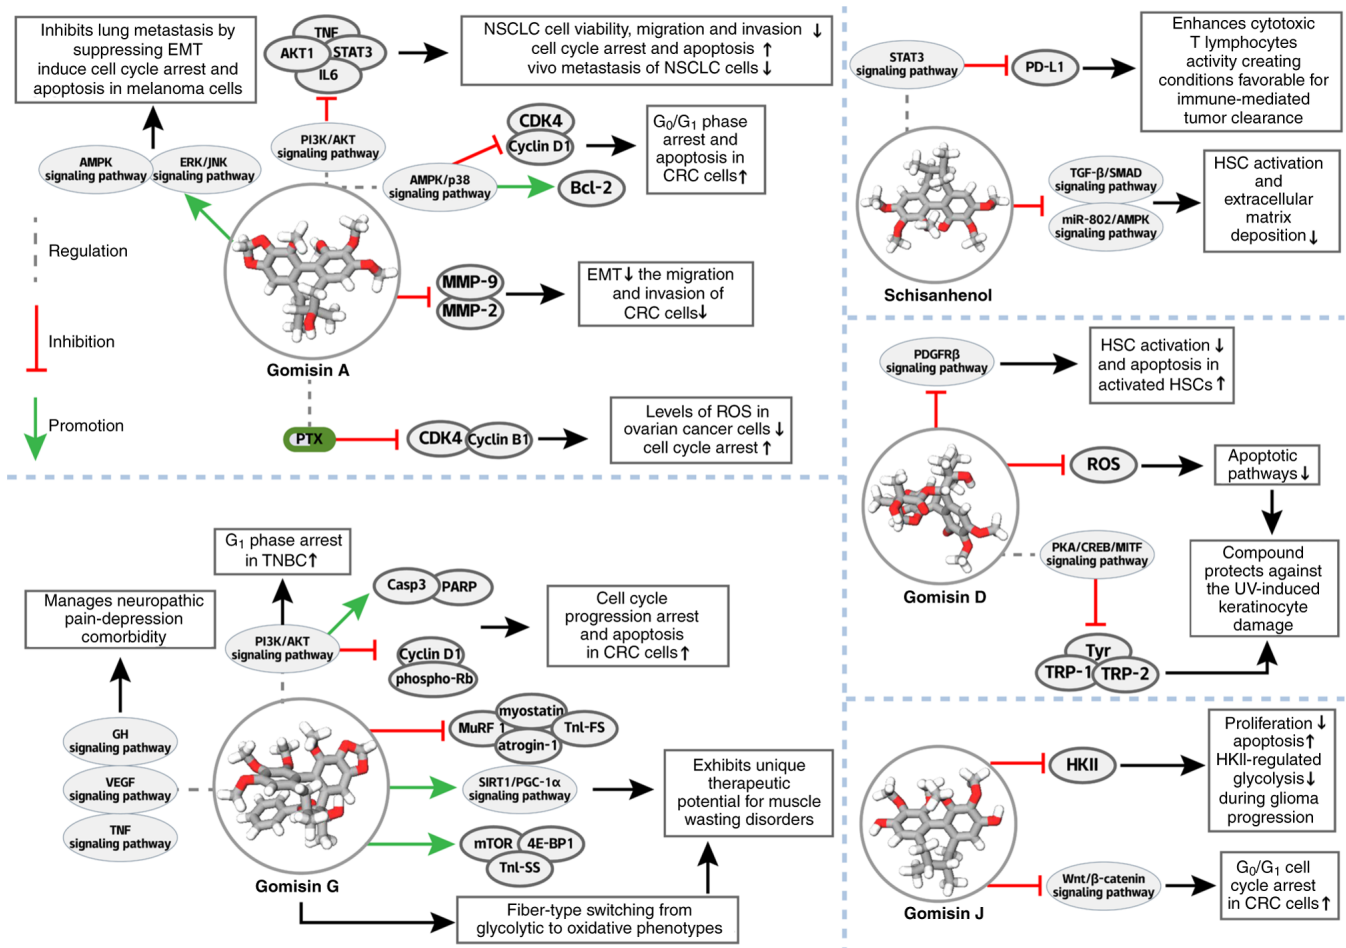 Inhibits lung metastasis by
suppressing EMT
induce cell cycle arrest and
apoptosis in melanoma cells
TNF
AKT1
STAT3
IL6
NSCLC cell viability, migration and invasion ↓
cell cycle arrest and apoptosis ↑
vivo metastasis of NSCLC cells ↓
PI3K/AKT
signaling pathway
AMPK
signaling pathway
ERK/JNK
signaling pathway
AMPK/p38
signaling pathway
CDK4
Cyclin D1
Bcl-2
G₀/G₁ phase
arrest and
apoptosis in
CRC cells↑
Regulation
Inhibition
Promotion
MMP-9
MMP-2
EMT↓ the migration
and invasion of
CRC cells↓
Gomisin A
PTX
CDK4
Cyclin B1
Levels of ROS in
ovarian cancer cells ↓
cell cycle arrest ↑
STAT3
signaling pathway
PD-L1
Enhances cytotoxic
T lymphocytes
activity creating
conditions favorable for
immune-mediated
tumor clearance
TGF-β/SMAD
signaling pathway
miR-802/AMPK
signaling pathway
HSC activation
and
extracellular
matrix
deposition↓
Schisanhenol
PDGFRβ
signaling pathway
HSC activation ↓
and apoptosis in
activated HSCs↑
ROS
Apoptotic
pathways↓
PKA/CREB/MITF
signaling pathway
Compound
protects against
the UV-induced
keratinocyte
damage
Gomisin D
Tyr
TRP-1
TRP-2
G₁ phase arrest
in TNBC↑
Manages neuropathic
pain-depression
comorbidity
PI3K/AKT
signaling pathway
Casp3
PARP
Cyclin D1
phospho-Rb
Cell cycle
progression arrest
and apoptosis
in CRC cells↑
GH
signaling pathway
VEGF
signaling pathway
TNF
signaling pathway
myostatin
MuRF 1
Tnl-FS
atrogin-1
SIRT1/PGC-1α
signaling pathway
mTOR
4E-BP1
Tnl-SS
Exhibits unique
therapeutic
potential for muscle
wasting disorders
Gomisin G
Fiber-type switching from
glycolytic to oxidative phenotypes
HKII
Proliferation↓
apoptosis↑
HKII-regulated
glycolysis↓
during glioma
progression
Wnt/β-catenin
signaling pathway
G₀/G₁ cell
cycle arrest
in CRC cells↑
Gomisin J